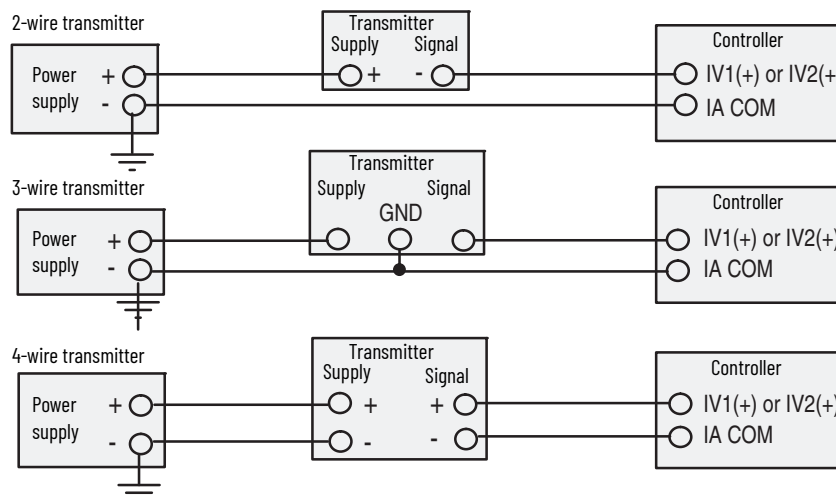 2-wire transmitter
Power supply
+
-
Transmitter
Supply Signal
+ -
Controller
IV1(+) or IV2(+
IA COM
3-wire transmitter
Power supply
+
-
Transmitter
Supply Signal
GND
Controller
IV1(+) or IV2(+)
IA COM
4-wire transmitter
Power supply
+
-
Transmitter
Supply Signal
+ +
- -
Controller
IV1(+) or IV2(+)
IA COM